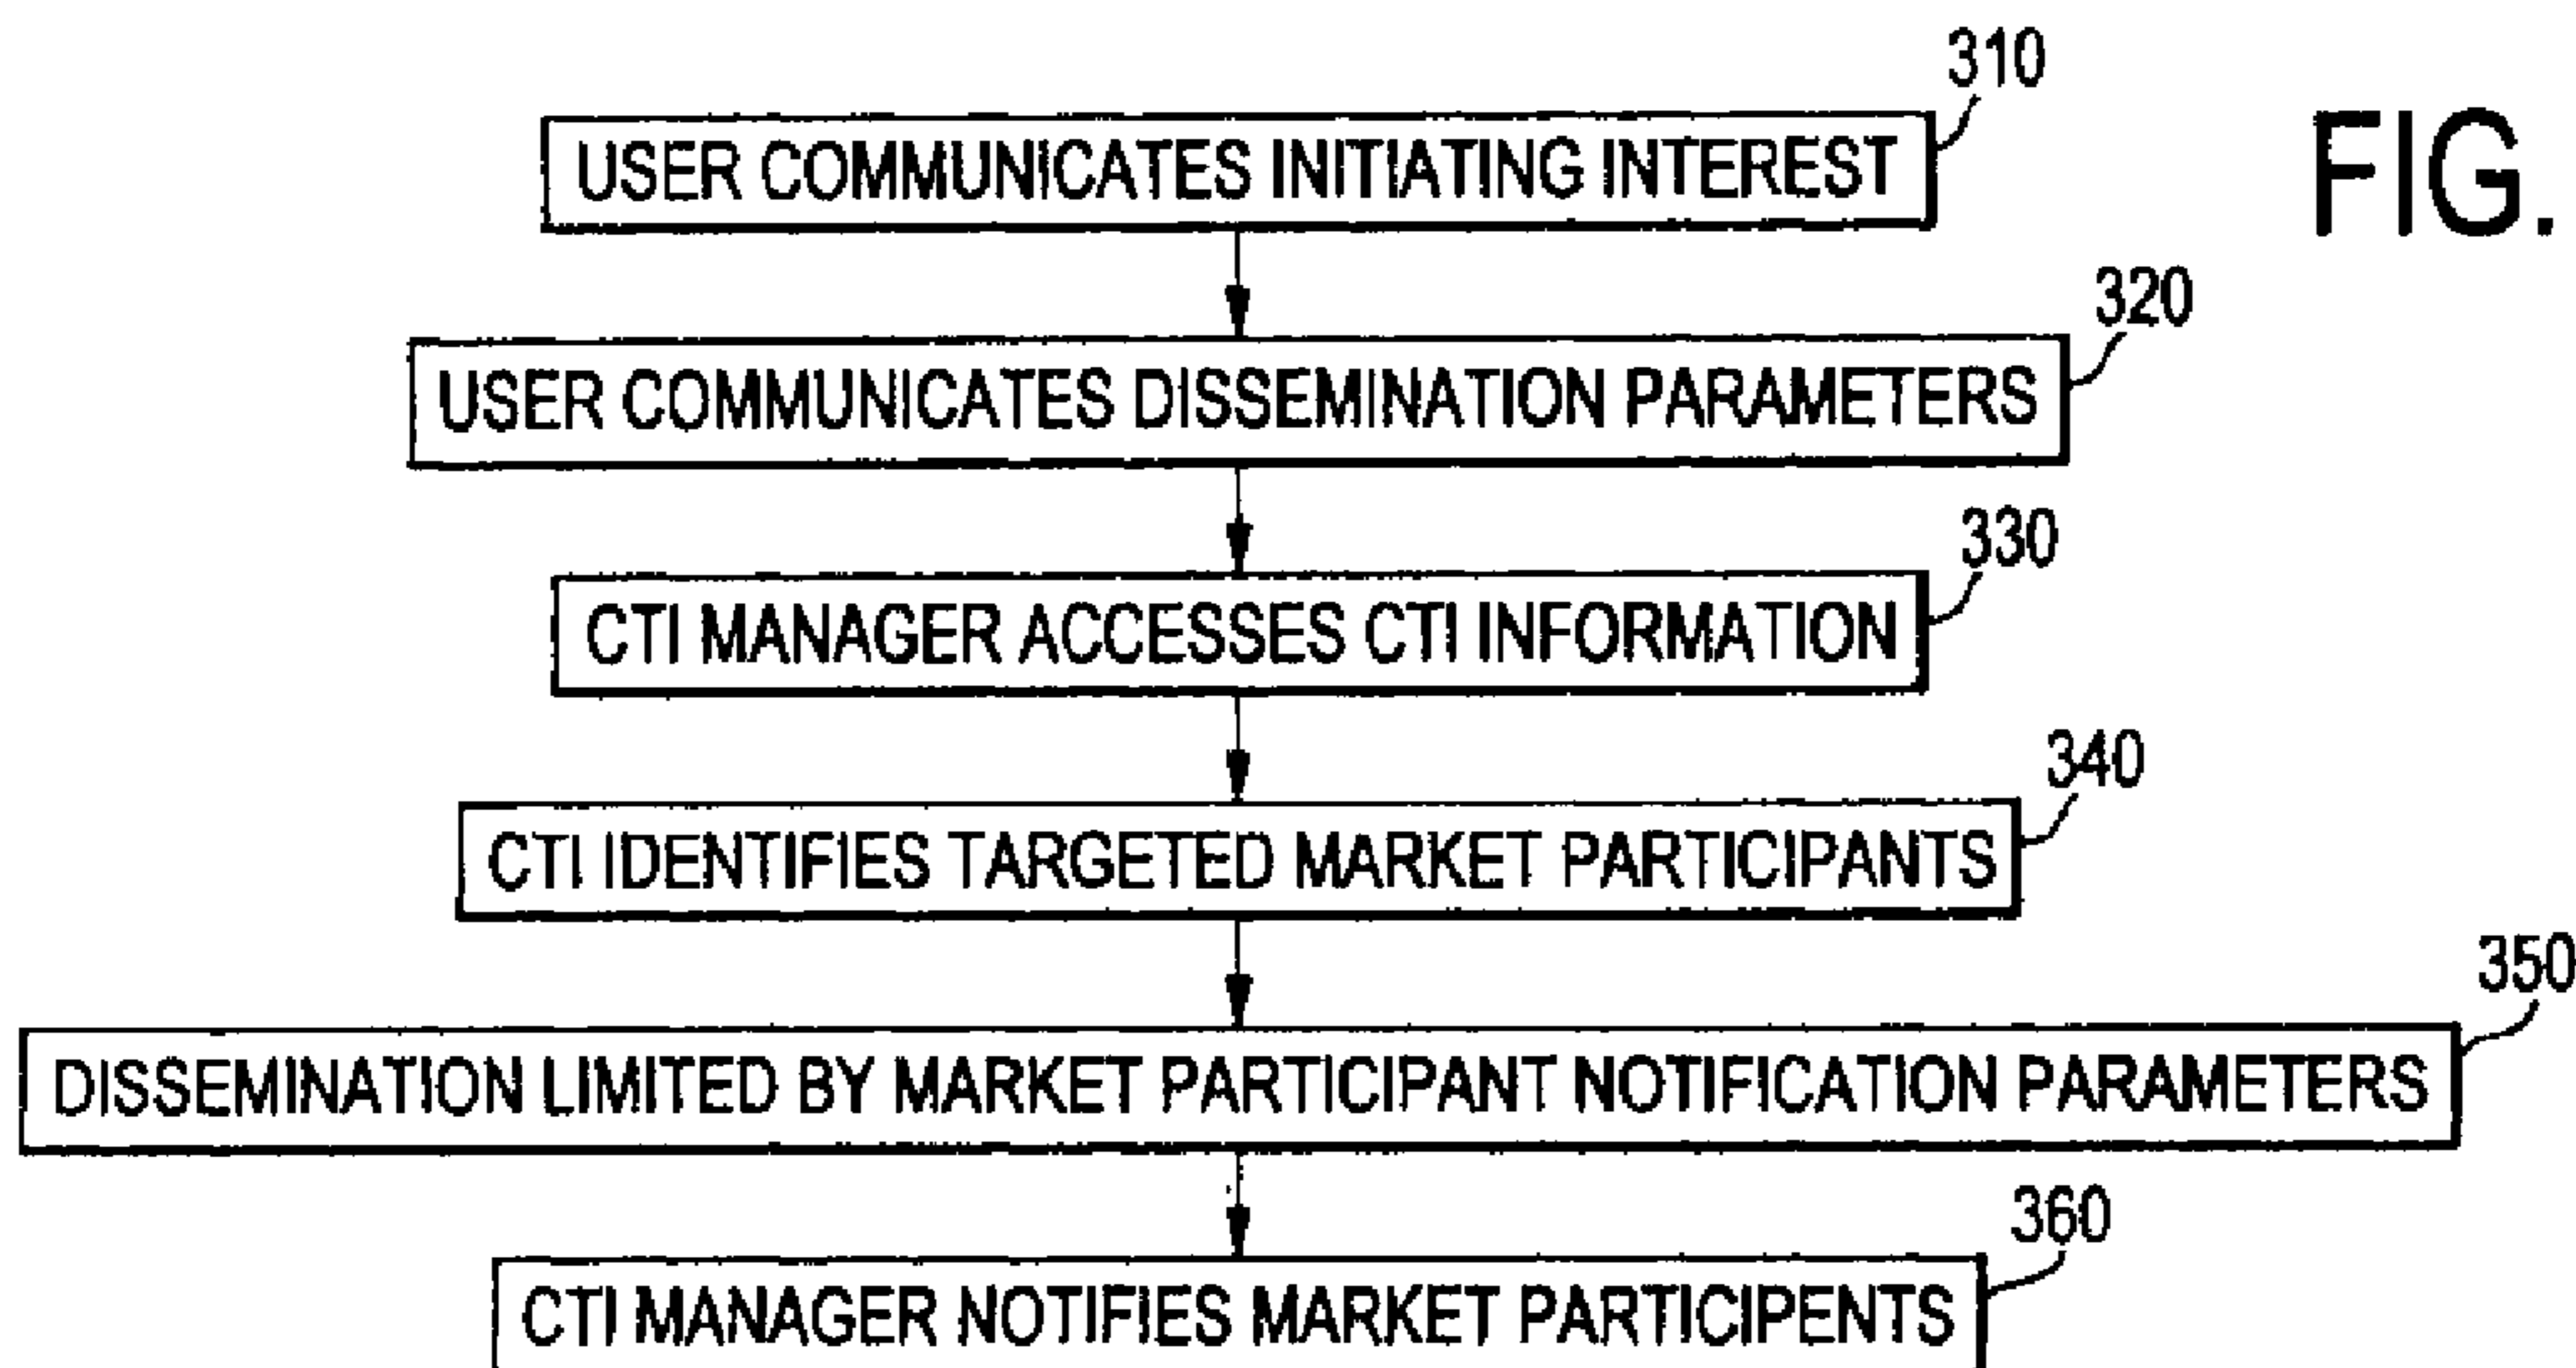 310
USER COMMUNICATES INITIATING INTEREST
FIG.
320
USER COMMUNICATES DISSEMINATION PARAMETERS
330
CTI MANAGER ACCESSES CTI INFORMATION
340
CTI IDENTIFIES TARGETED MARKET PARTICIPANTS
350
DISSEMINATION LIMITED BY MARKET PARTICIPANT NOTIFICATION PARAMETERS
360
CTI MANAGER NOTIFIES MARKET PARTICIPENTS